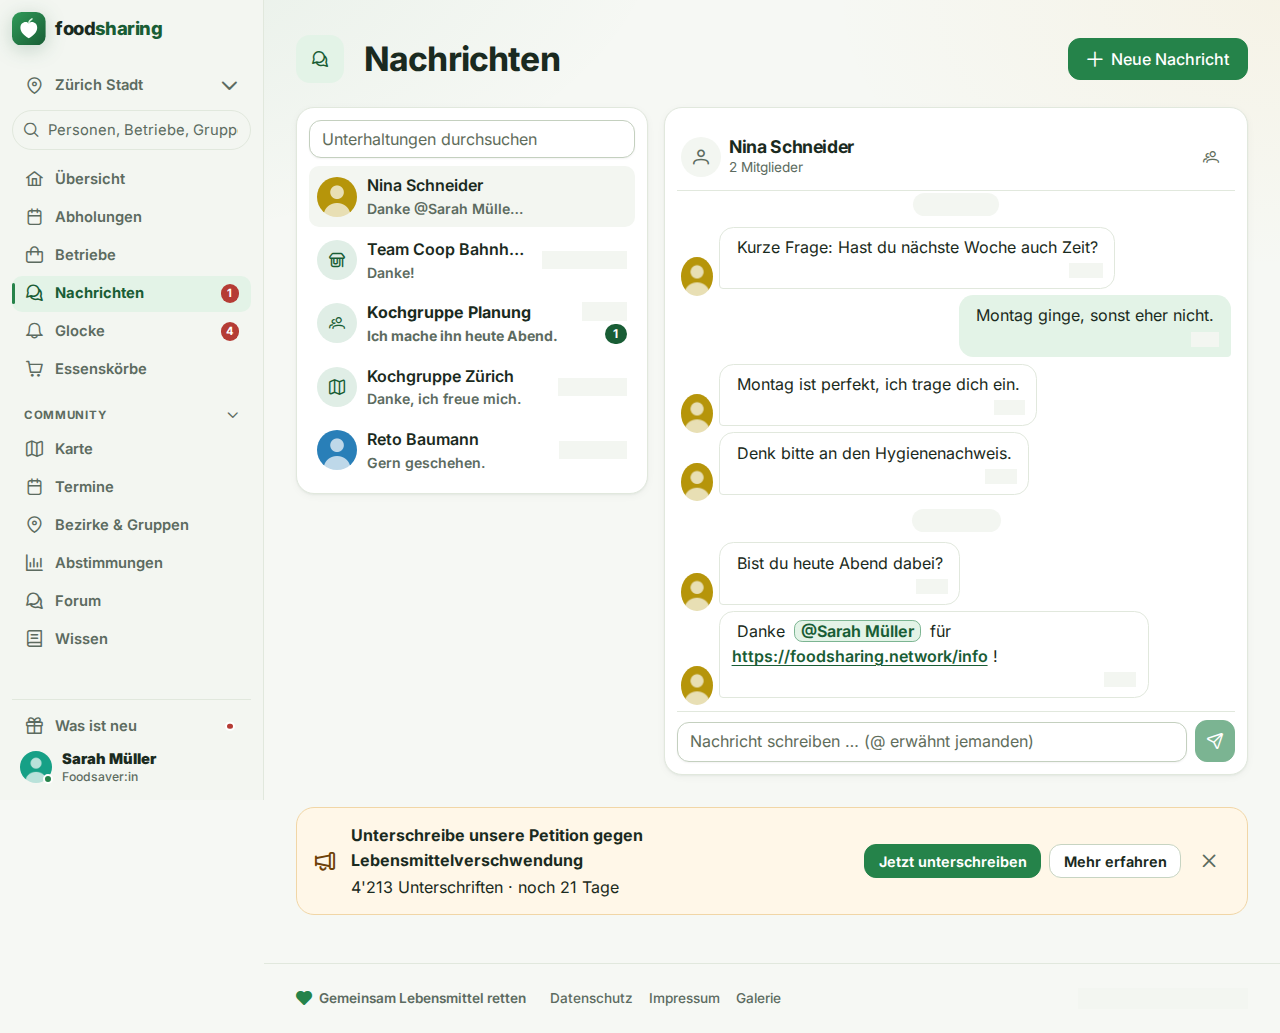 foodsharing
Zürich Stadt
Personen, Betriebe, Grupp
Übersicht
Abholungen
Betriebe
Nachrichten 1
Glocke 4
Essenskörbe
COMMUNITY
Karte
Termine
Bezirke & Gruppen
Abstimmungen
Forum
Wissen
Was ist neu
Sarah Müller
Foodsaver:in
Nachrichten
Neue Nachricht
Unterhaltungen durchsuchen
Nina Schneider
Danke @Sarah Mülle...
Team Coop Bahnh...
Danke!
Kochgruppe Planung
Ich mache ihn heute Abend. 1
Kochgruppe Zürich
Danke, ich freue mich.
Reto Baumann
Gern geschehen.
Nina Schneider
2 Mitglieder
Kurze Frage: Hast du nächste Woche auch Zeit?
Montag ginge, sonst eher nicht.
Montag ist perfekt, ich trage dich ein.
Denk bitte an den Hygienenachweis.
Bist du heute Abend dabei?
Danke @Sarah Müller für
https://foodsharing.network/info !
Nachricht schreiben ... (@ erwähnt jemanden)
Unterschreibe unsere Petition gegen
Lebensmittelverschwendung
4'213 Unterschriften · noch 21 Tage
Jetzt unterschreiben
Mehr erfahren
Gemeinsam Lebensmittel retten
Datenschutz
Impressum
Galerie